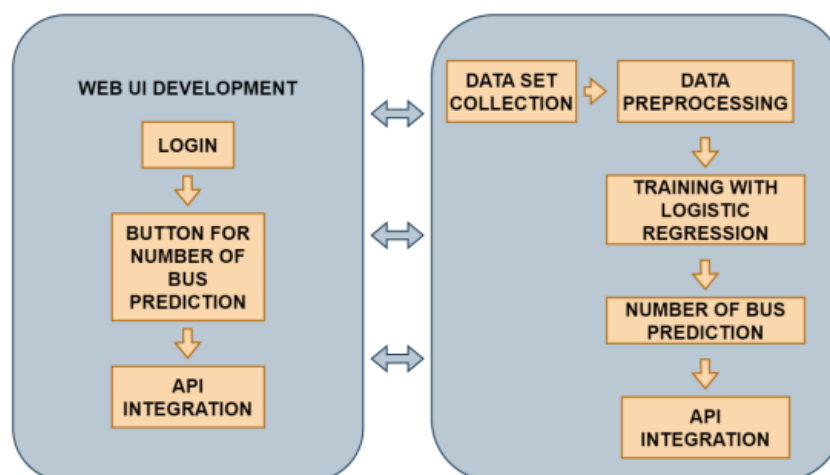 WEB UI DEVELOPMENT
LOGIN
BUTTON FOR
NUMBER OF
BUS
PREDICTION
API
INTEGRATION
DATA SET
COLLECTION
DATA
PREPROCESSING
TRAINING WITH
LOGISTIC
REGRESSION
NUMBER OF BUS
PREDICTION
API
INTEGRATION